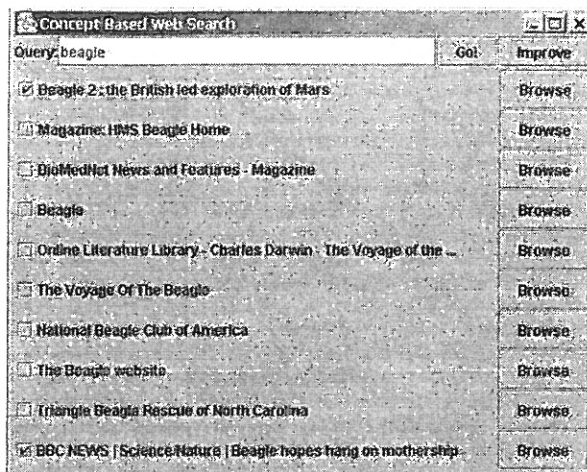 Concept Based Web Search
Query: beagle Go! Improve
Beagle 2 : the British led exploration of Mars Browse
Magazine: HMS Beagle Home Browse
BioMedNet News and Features - Magazine Browse
Beagle Browse
Online Literature Library - Charles Darwin - The Voyage of the ... Browse
The Voyage Of The Beagle Browse
National Beagle Club of America Browse
The Beagle website Browse
Triangle Beagle Rescue of North Carolina Browse
BBC NEWS | Science/Nature | Beagle hopes hang on mothership Browse